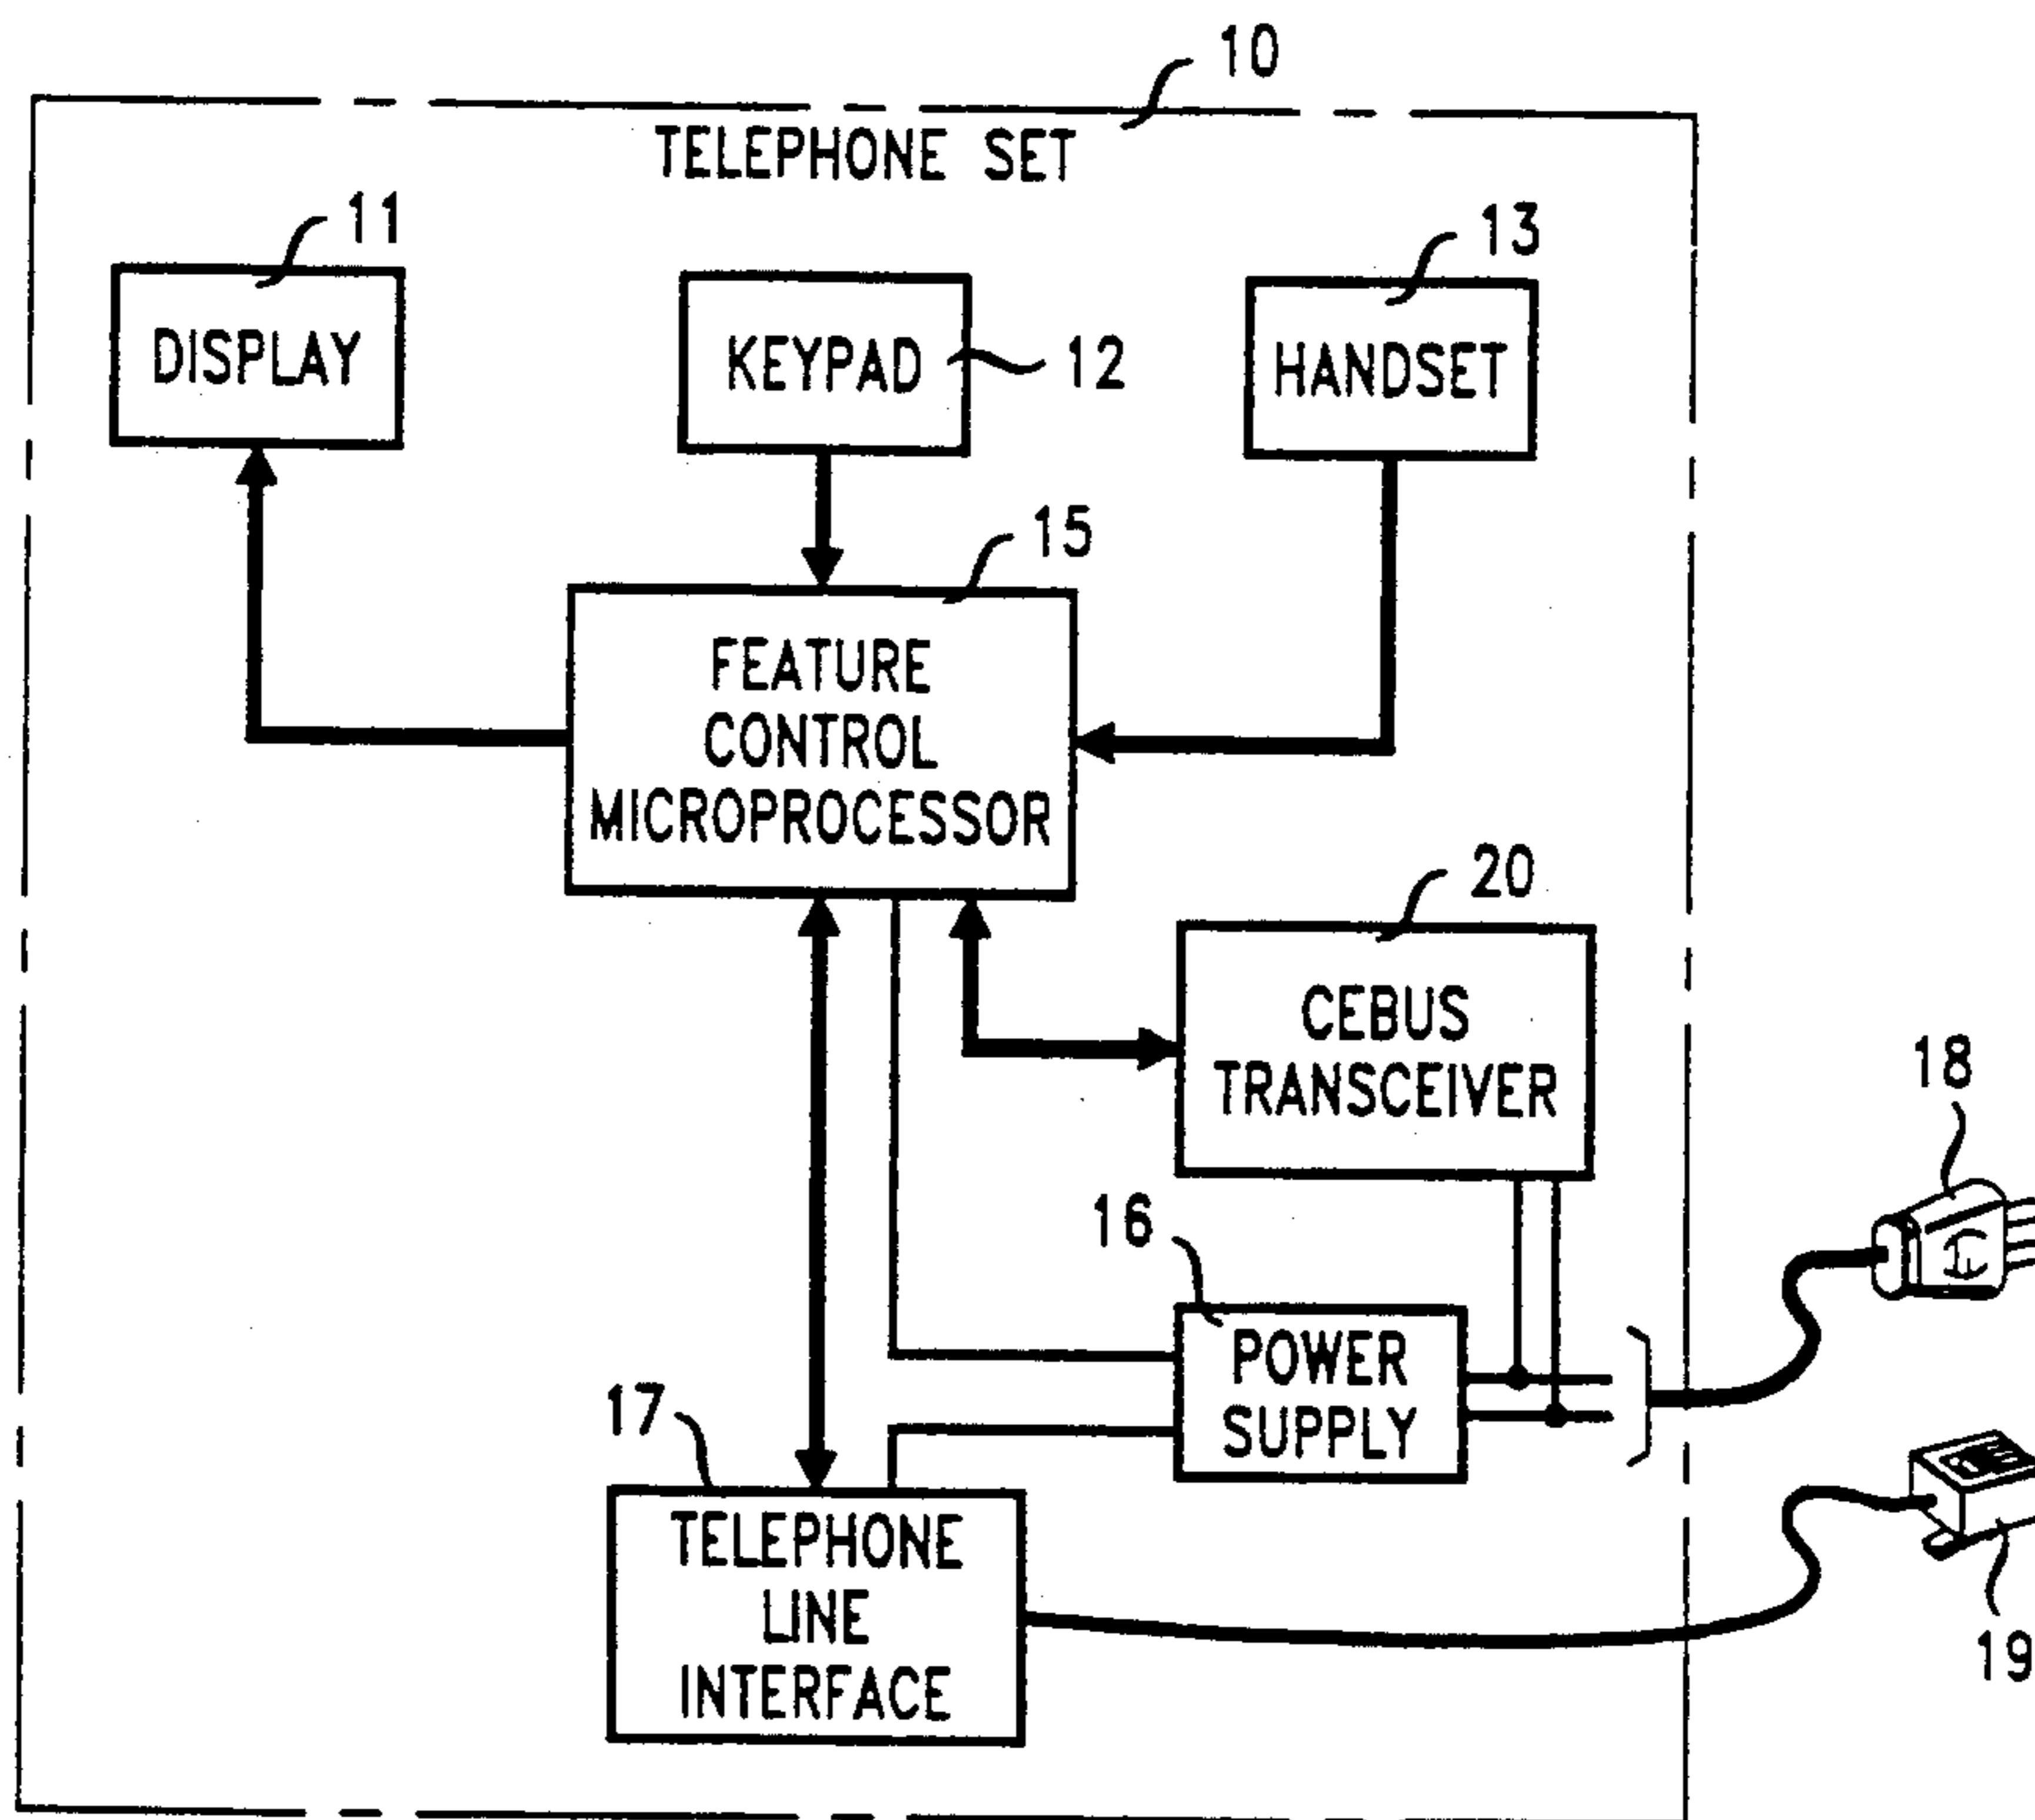 10
TELEPHONE SET
11
13
DISPLAY
KEYPAD
12
HANDSET
15
FEATURE
CONTROL
MICROPROCESSOR
20
CEBUS
TRANSCEIVER
18
16
POWER
SUPPLY
17
TELEPHONE
LINE
INTERFACE
19